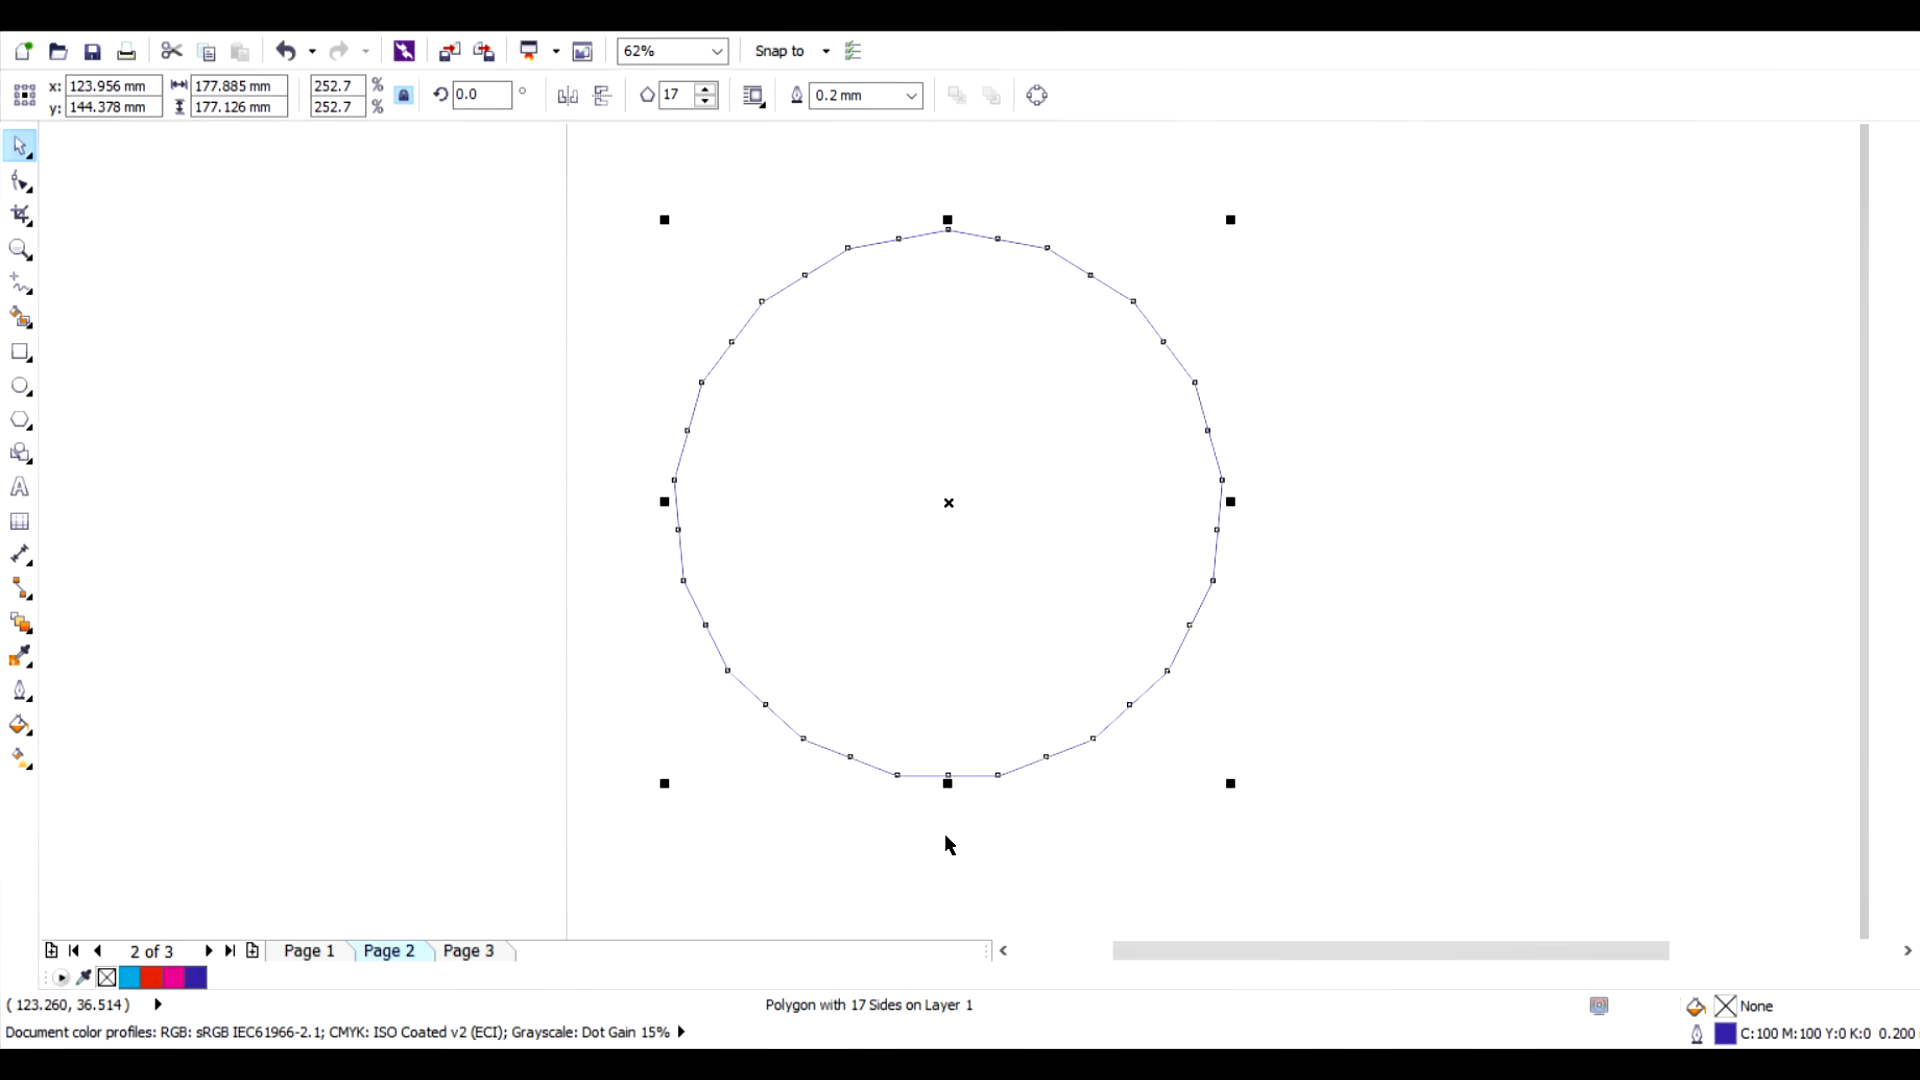 62%
Snap to
x: 123.956 mm 177.885 mm 252.7 % 0.0 ° 17 0.2 mm
y: 144.378 mm 177.126 mm 252.7 %
2 of 3 Page 1 Page 2 Page 3
( 123.260, 36.514 ) Polygon with 17 Sides on Layer 1 None
Document color profiles: RGB: sRGB IEC61966-2.1; CMYK: ISO Coated v2 (ECI); Grayscale: Dot Gain 15% C:100 M:100 Y:0 K:0 0.200